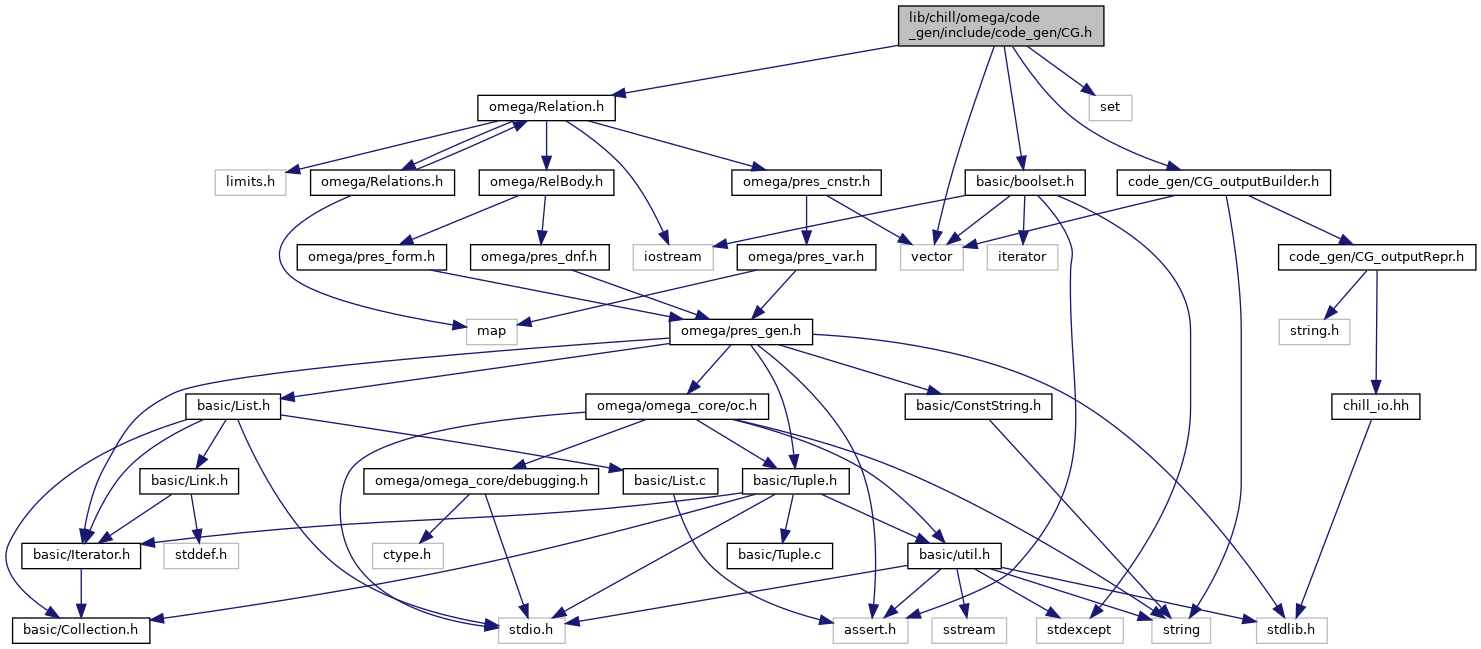 lib/chill/omega/code
_gen/include/code_gen/CG.h
omega/Relation.h
set
limits.h
omega/Relations.h
omega/RelBody.h
omega/pres_cnstr.h
basic/boolset.h
code_gen/CG_outputBuilder.h
omega/pres_form.h
omega/pres_dnf.h
iostream
omega/pres_var.h
vector
iterator
code_gen/CG_outputRepr.h
map
omega/pres_gen.h
string.h
basic/List.h
omega/omega_core/oc.h
basic/ConstString.h
chill_io.hh
basic/Link.h
omega/omega_core/debugging.h
basic/List.c
basic/Tuple.h
basic/Iterator.h
stddef.h
ctype.h
basic/Tuple.c
basic/util.h
basic/Collection.h
stdio.h
assert.h
sstream
stdexcept
string
stdlib.h